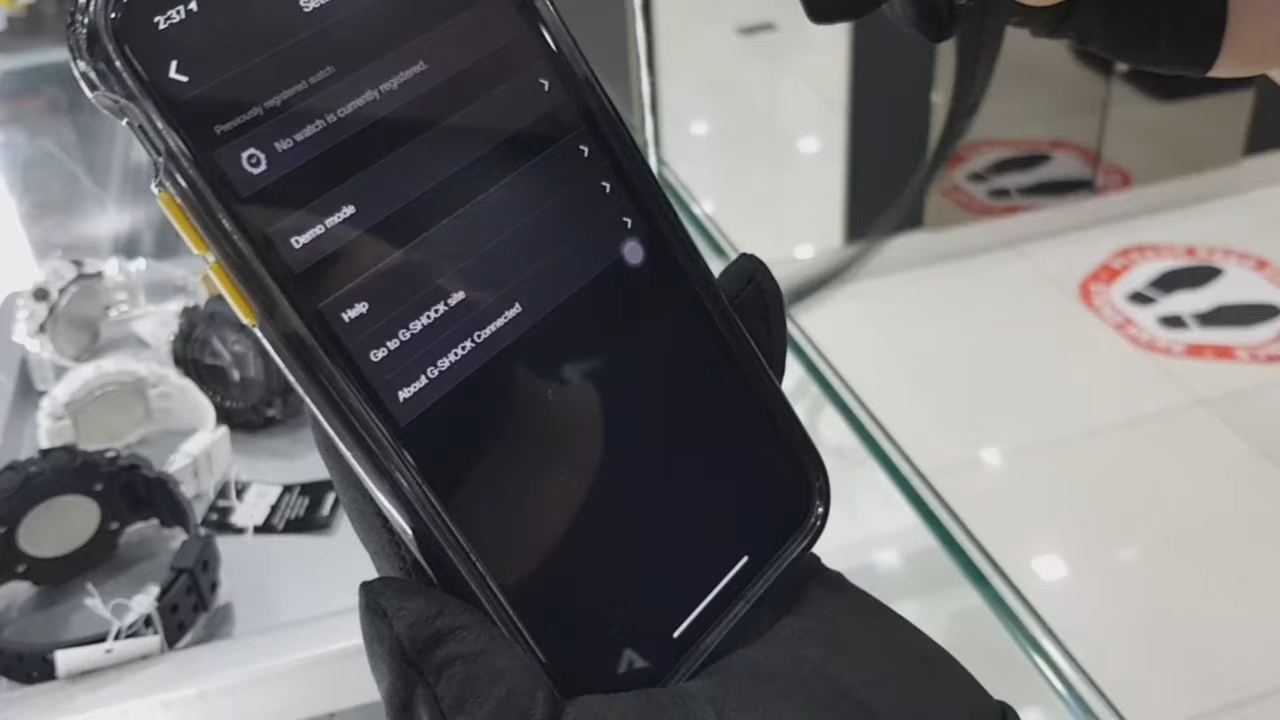 2:37
Previously registered watch
No watch is currently registered.
Demo mode
Help
Go to G-SHOCK site
About G-SHOCK Connected